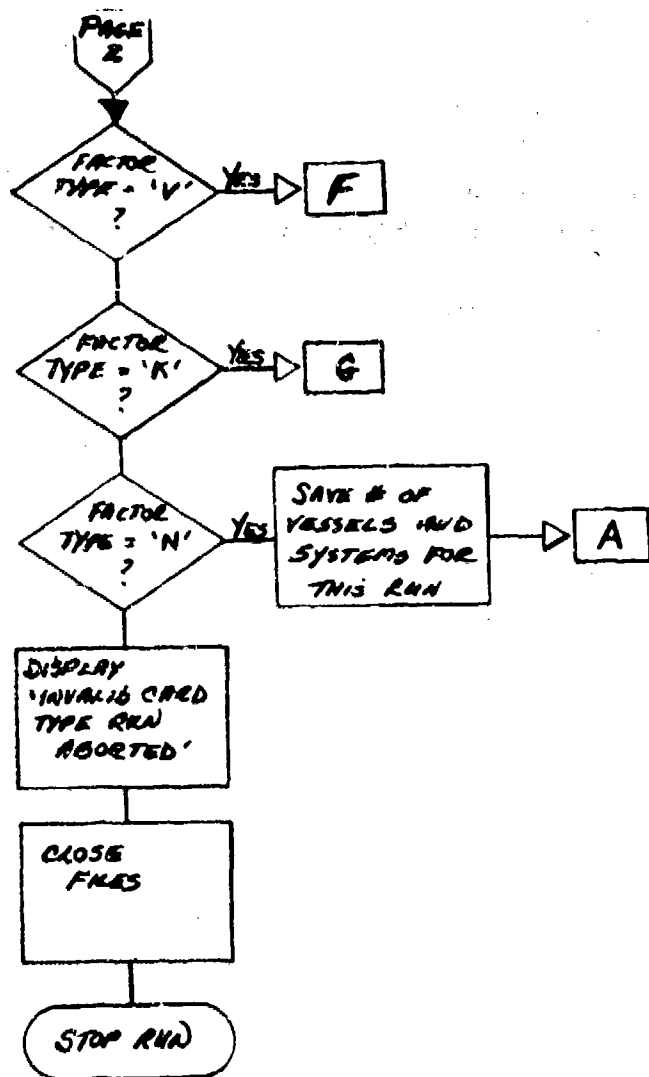 PAGE
2
FACTOR
TYPE = 'V'
?
YES
F
FACTOR
TYPE = 'K'
?
YES
G
FACTOR
TYPE = 'N'
?
YES
SAVE # OF
VESSELS AND
SYSTEMS FOR
THIS RUN
A
DISPLAY
'INVALID CARD
TYPE RUN
ABORTED'
CLOSE
FILES
STOP RUN